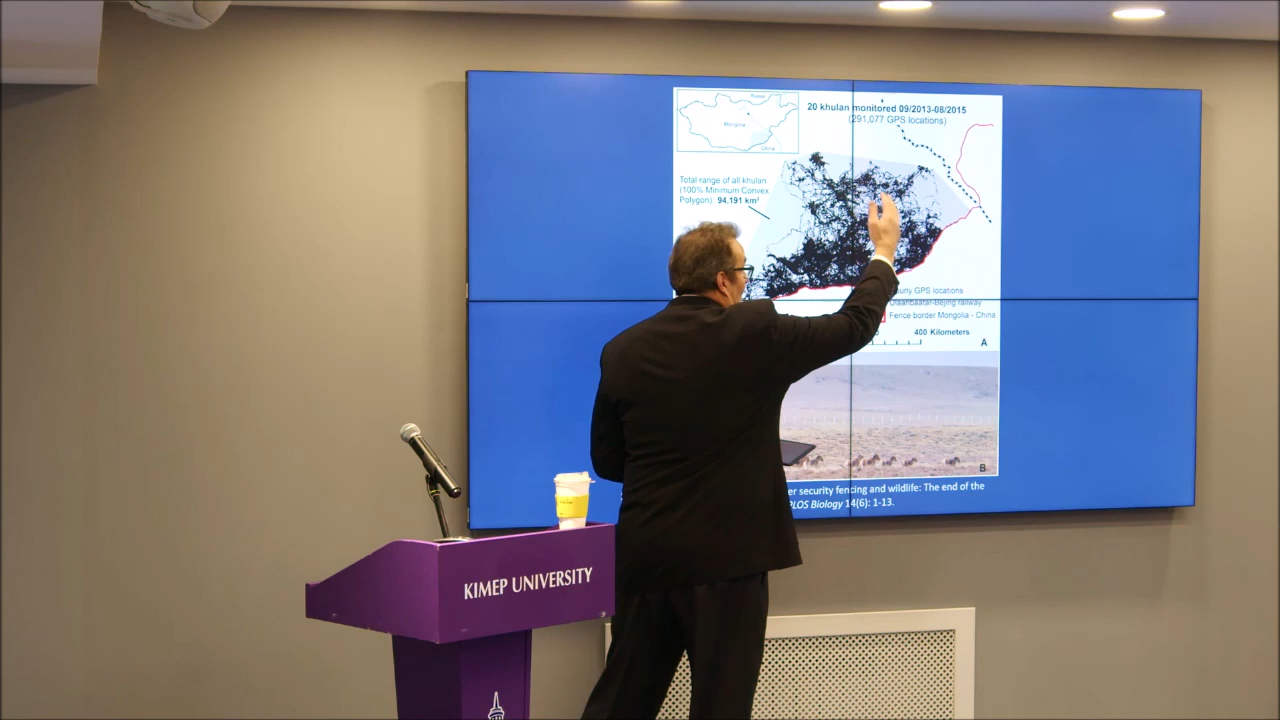 Russia
20 khulan monitored 09/2013-08/2015
(291,077 GPS locations)
Mongolia
China
Total range of all khulan
(100% Minimum Convex
Polygon): 94.191 km²
GPS locations
Ulaanbaatar-Beijing railway
Fence border Mongolia - China
400 Kilometers
A
B
security fencing and wildlife: The end of the
PLOS Biology 14(6): 1-13.
KIMEP UNIVERSITY